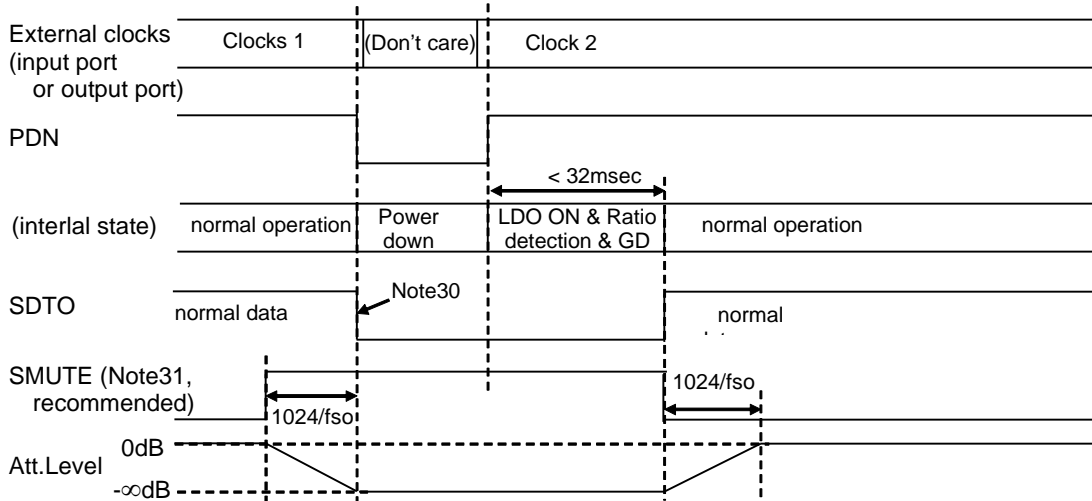 External clocks
(input port
or output port)
Clocks 1
(Don't care)
Clock 2
PDN
< 32msec
(interlal state)
normal operation
Power
down
LDO ON & Ratio
detection & GD
normal operation
SDTO
normal data
Note30
normal
SMUTE (Note31,
recommended)
1024/fso
1024/fso
Att.Level
0dB
-∞dB